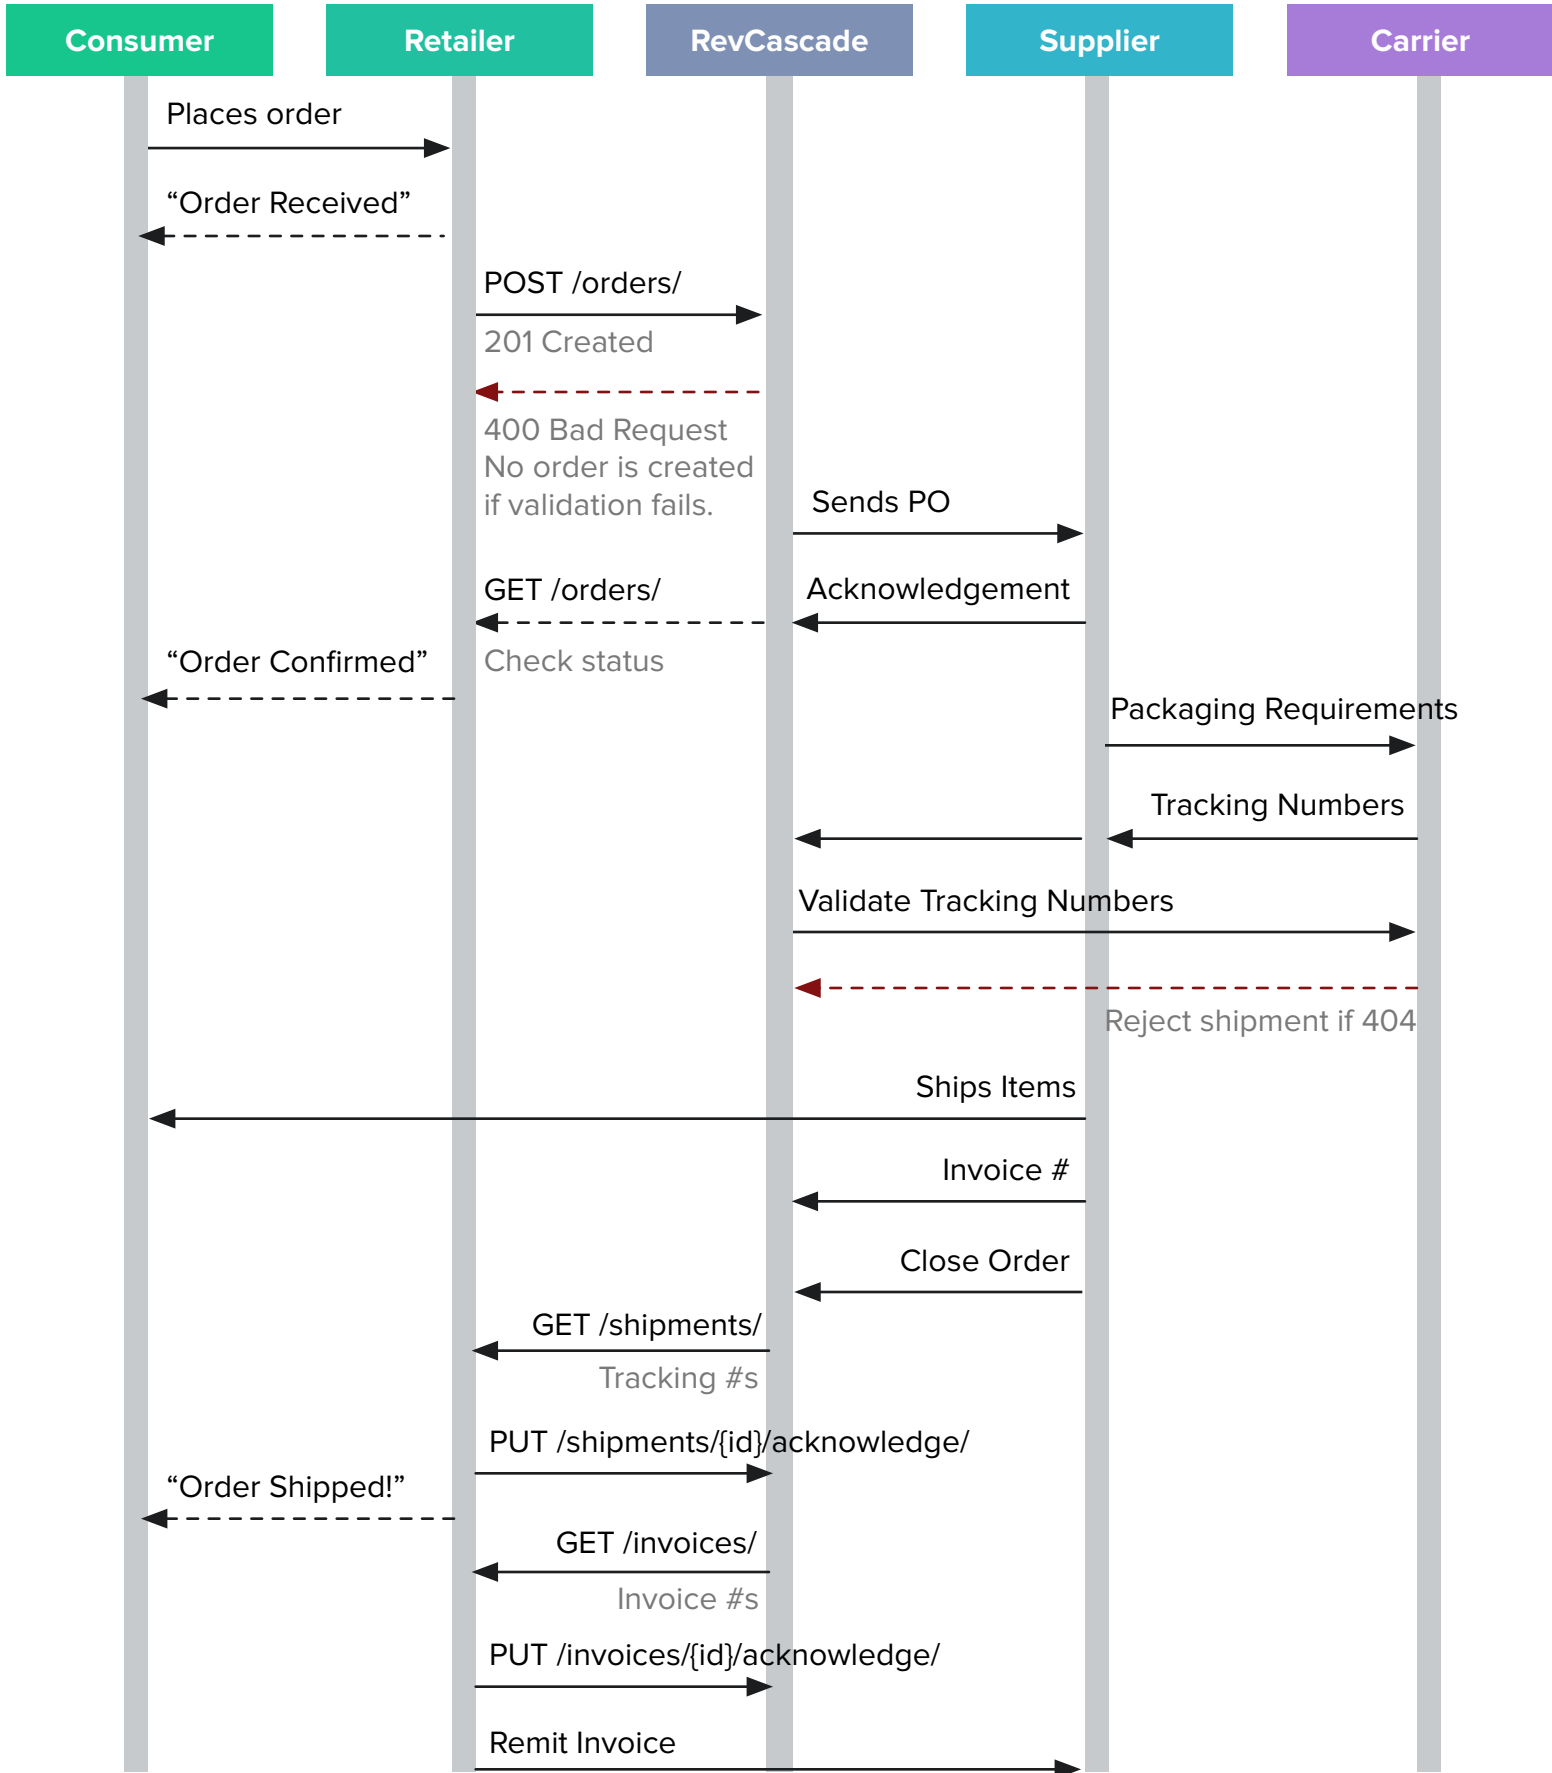 Consumer
Retailer
RevCascade
Supplier
Carrier
Places order
“Order Received”
POST /orders/
201 Created
400 Bad Request
No order is created
if validation fails.
Sends PO
GET /orders/
Acknowledgement
“Order Confirmed”
Check status
Packaging Requirements
Tracking Numbers
Validate Tracking Numbers
Reject shipment if 404
Ships Items
Invoice #
Close Order
GET /shipments/
Tracking #s
PUT /shipments/{id}/acknowledge/
“Order Shipped!”
GET /invoices/
Invoice #s
PUT /invoices/{id}/acknowledge/
Remit Invoice